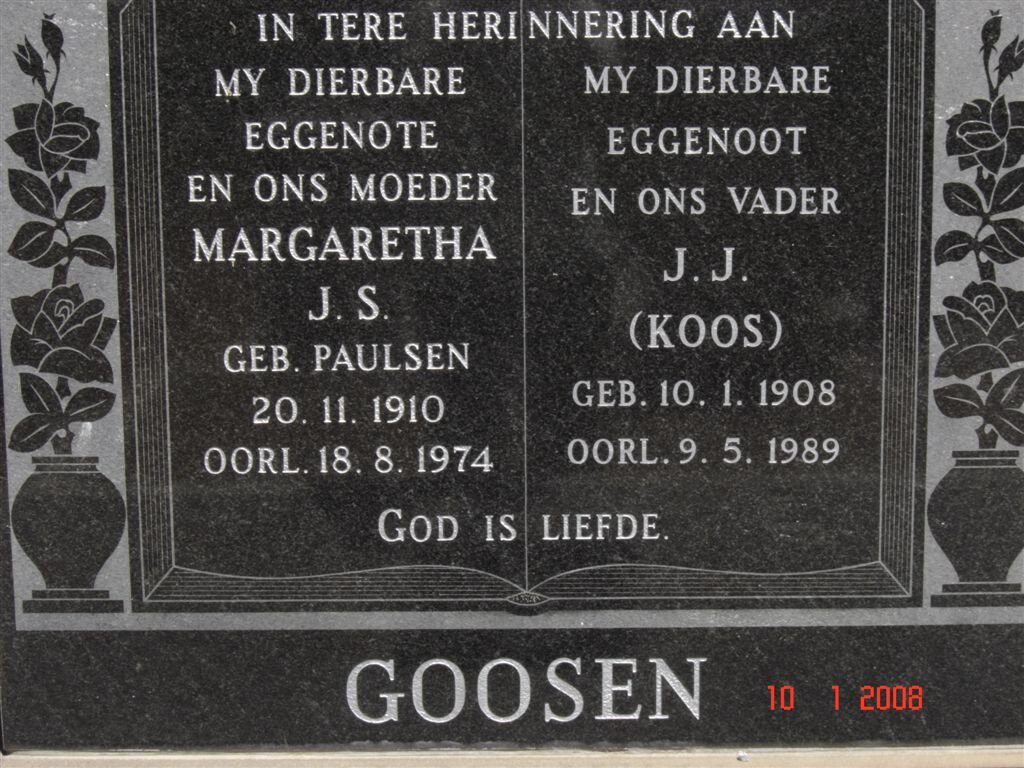 IN TERE HERINNERING AAN
MY DIERBARE
EGGENOTE
EN ONS MOEDER
MARGARETHA
J. S.
GEB. PAULSEN
20. 11. 1910
OORL. 18. 8. 1974
MY DIERBARE
EGGENOOT
EN ONS VADER
J. J.
(KOOS)
GEB. 10. 1. 1908
OORL. 9. 5. 1989
GOD IS LIEFDE.
GOOSEN
10 1 2008